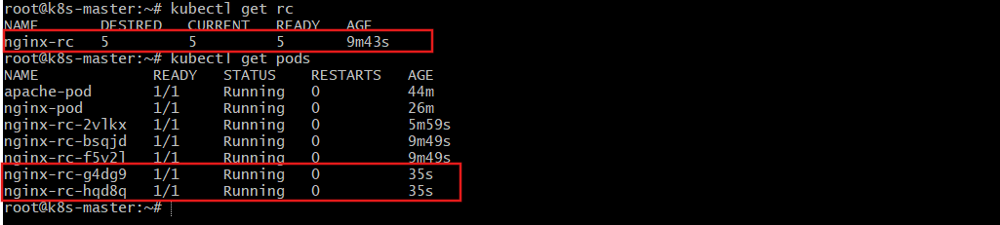 root@k8s-master:~# kubectl get rc
NAME DESIRED CURRENT READY AGE
nginx-rc 5 5 5 9m43s
root@k8s-master:~# kubectl get pods
NAME READY STATUS RESTARTS AGE
apache-pod 1/1 Running 0 44m
nginx-pod 1/1 Running 0 26m
nginx-rc-2vlkx 1/1 Running 0 5m59s
nginx-rc-bsqjd 1/1 Running 0 9m49s
nginx-rc-f5v2l 1/1 Running 0 9m49s
nginx-rc-g4dg9 1/1 Running 0 35s
nginx-rc-hqd8q 1/1 Running 0 35s
root@k8s-master:~#